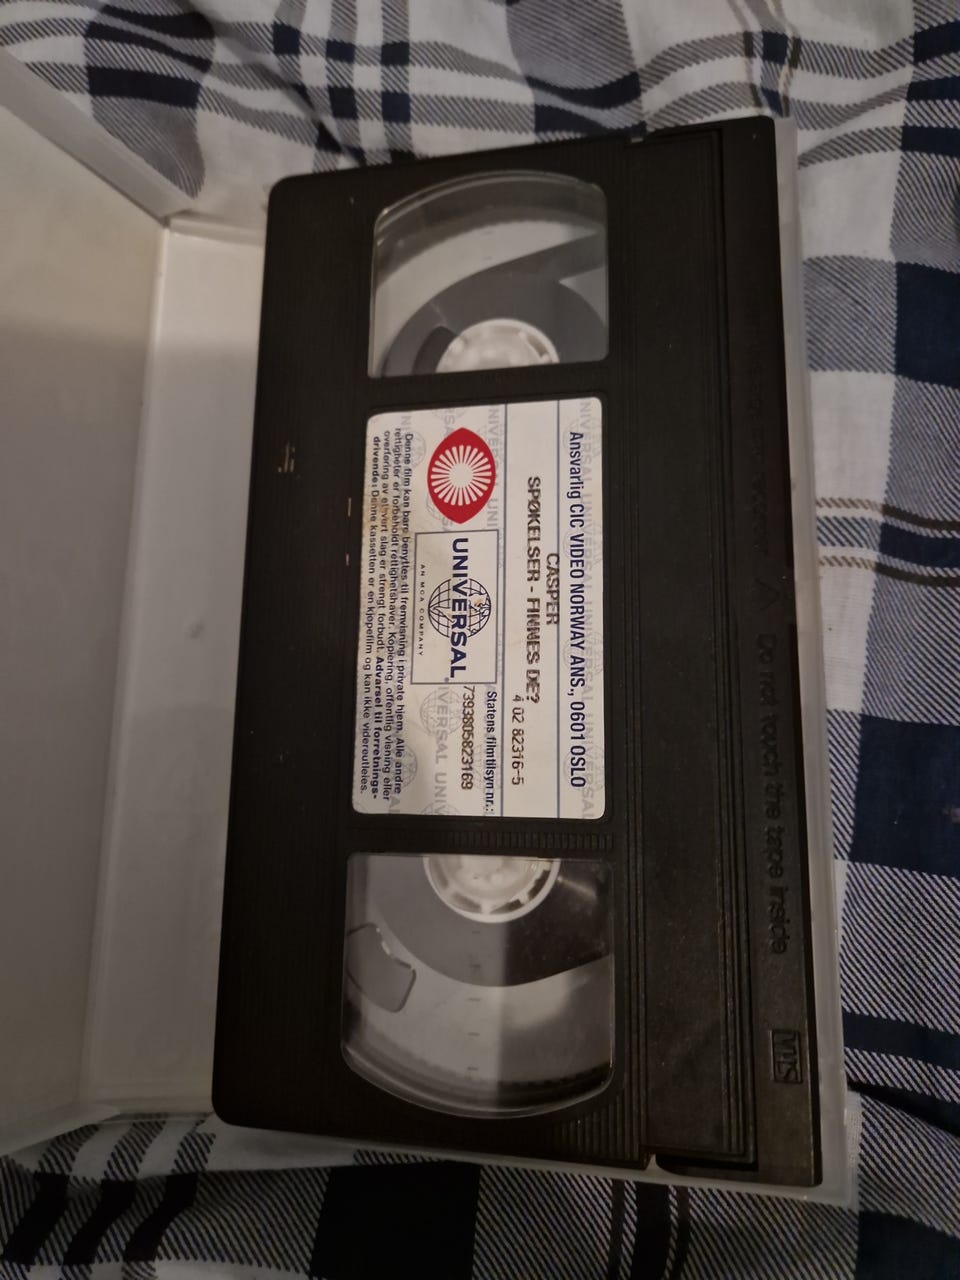 Ansvarlig CIC VIDEO NORWAY ANS., 0601 OSLO
CASPER
SPØKELSER - FINNES DE?
4 02 82316-5
Statens filmtilsyn nr.:
7393805823169
UNIVERSAL
AN MCA COMPANY
Denne film kan bare benyttes til fremvisning i private hjem. Alle andre
rettigheter er forbeholdt rettighetshaver. Kopiering, offentlig visning eller
overføring av ethvert slag er strengt forbudt. Advarsel til forretnings-
drivende: Denne kassetten er en kjøpefilm og kan ikke videreutleies.
Do not touch the tape inside
VHS